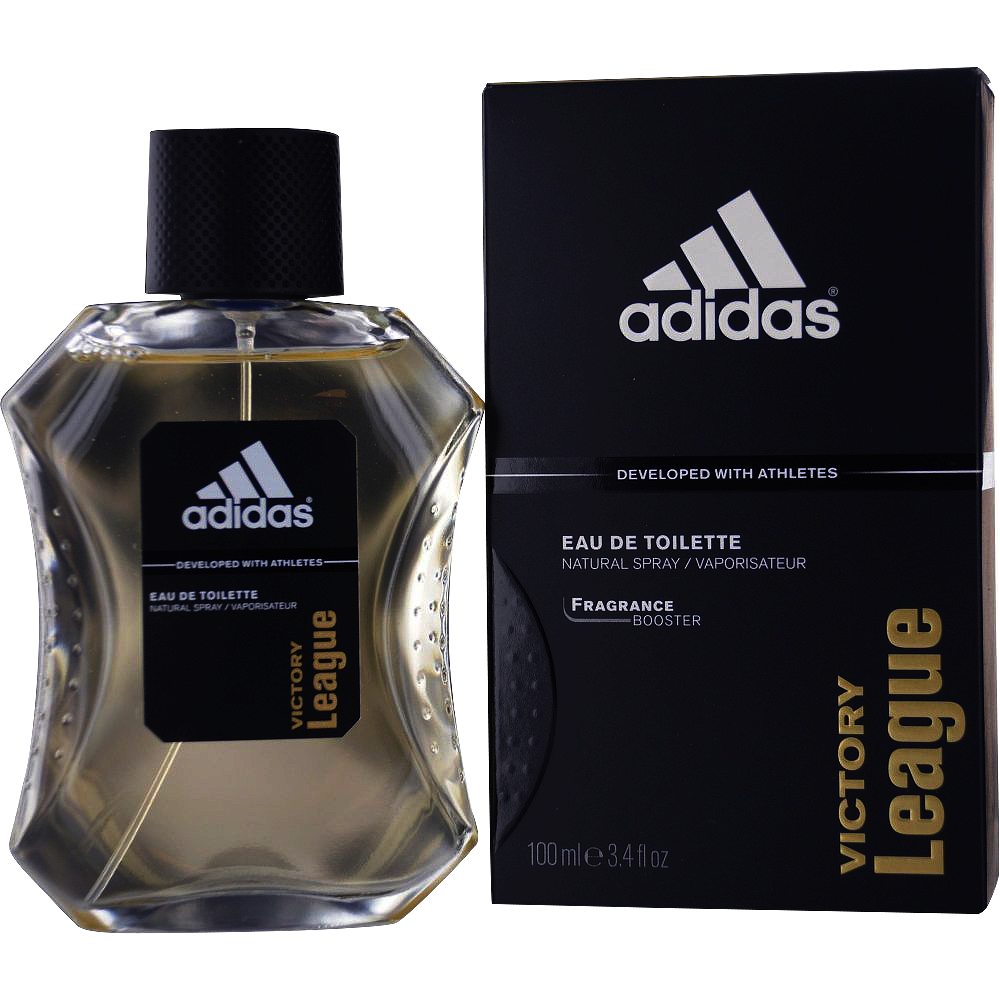 adidas®
DEVELOPED WITH ATHLETES
EAU DE TOILETTE
NATURAL SPRAY / VAPORISATEUR
VICTORY
League
adidas®
DEVELOPED WITH ATHLETES
EAU DE TOILETTE
NATURAL SPRAY / VAPORISATEUR
FRAGRANCE
BOOSTER
VICTORY
League
100 ml e 3,4 fl oz